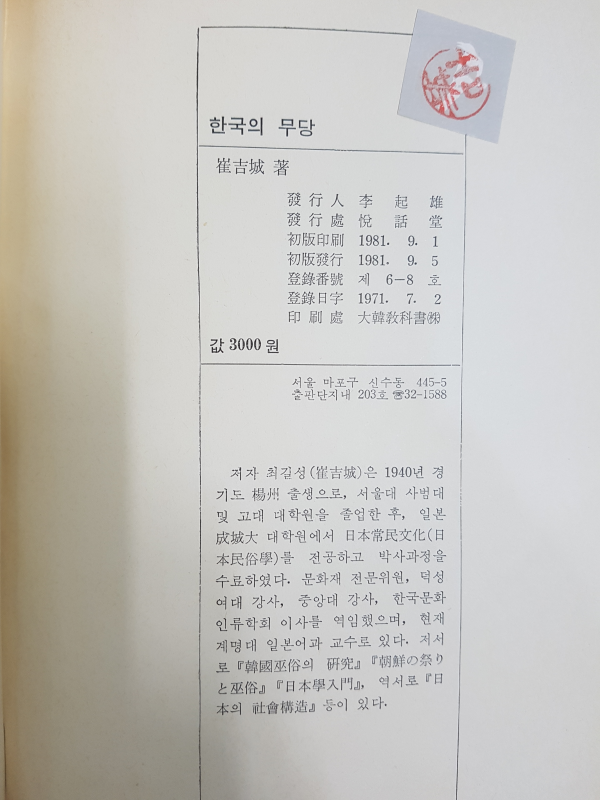 한국의 무당
崔吉城 著
發行人 李起雄
發行處 悅話堂
初版印刷 1981. 9. 1
初版發行 1981. 9. 5
登錄番號 제 6-8 호
登錄日字 1971. 7. 2
印刷處 大韓敎科書㈱
값 3000원
서울 마포구 신수동 445-5
출판단지내 203호 ☎32-1588
저자 최길성(崔吉城)은 1940년 경
기도 楊州 출생으로, 서울대 사범대
및 고대 대학원을 졸업한 후, 일본
成城大 대학원에서 日本常民文化(日
本民俗學)를 전공하고 박사과정을
수료하였다. 문화재 전문위원, 덕성
여대 강사, 중앙대 강사, 한국문화
인류학회 이사를 역임했으며, 현재
계명대 일본어과 교수로 있다. 저서
로 『韓國巫俗의 硏究』『朝鮮の祭り
と巫俗』『日本學入門』, 역서로 『日
本의 社會構造』 등이 있다.